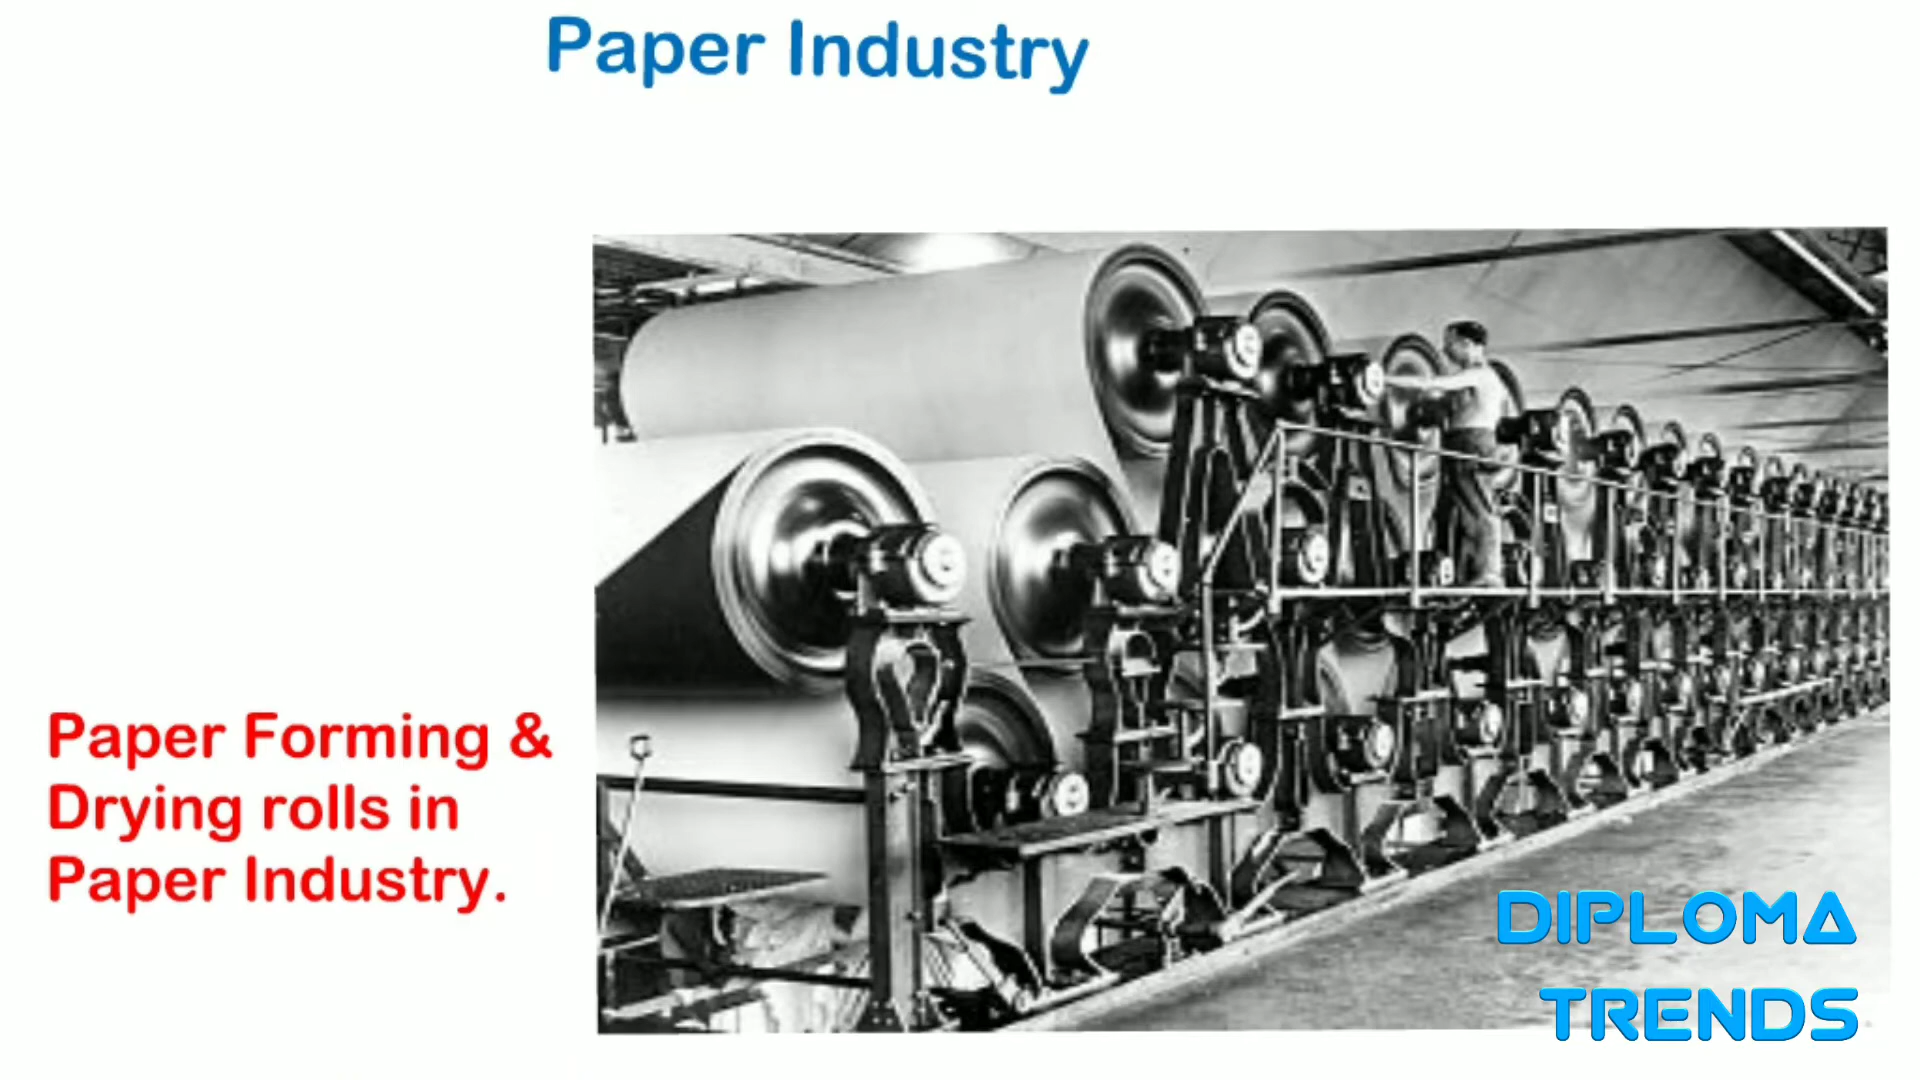 Paper Industry
Paper Forming &
Drying rolls in
Paper Industry.
DIPLOMA
TRENDS